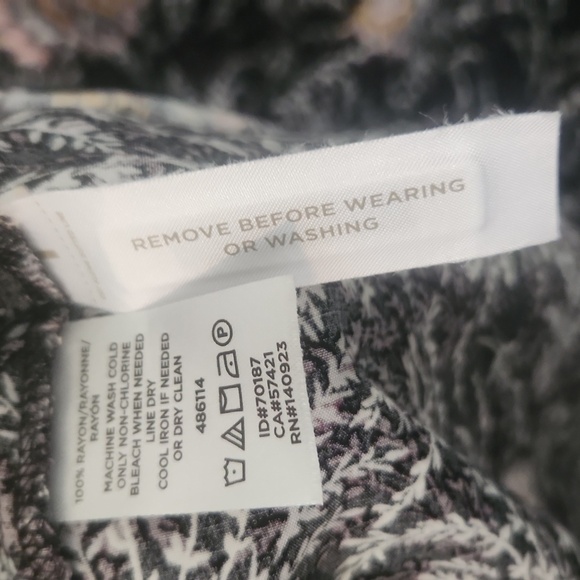 REMOVE BEFORE WEARING
OR WASHING
100% RAYON/RAYONNE/
RAYÓN
MACHINE WASH COLD
ONLY NON-CHLORINE
BLEACH WHEN NEEDED
LINE DRY
COOL IRON IF NEEDED
OR DRY CLEAN
486114
P
ID#70187
CA#57421
RN#140923